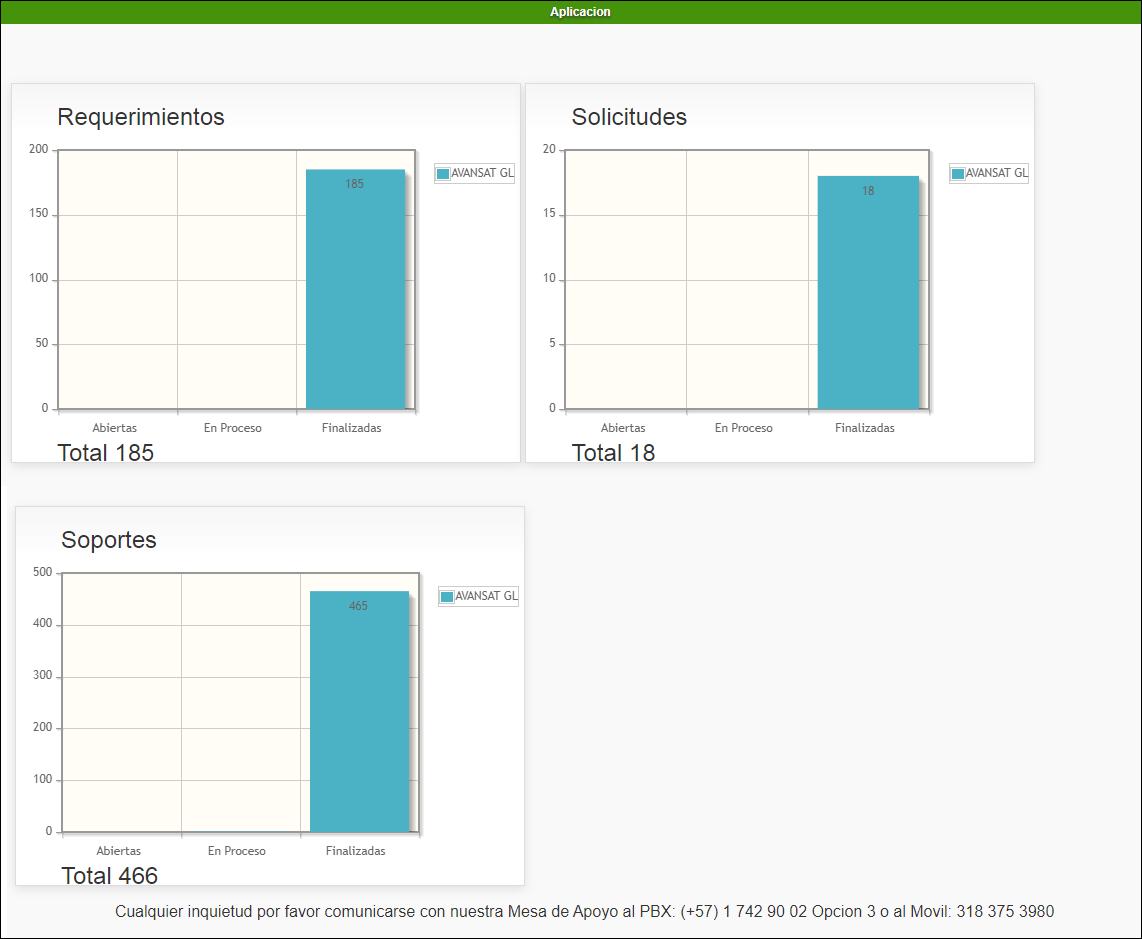 Aplicacion
Requerimientos
200
150
100
50
0
185
AVANSAT GL
Abiertas
En Proceso
Finalizadas
Total 185
Solicitudes
20
15
10
5
0
18
AVANSAT GL
Abiertas
En Proceso
Finalizadas
Total 18
Soportes
500
400
300
200
100
0
465
AVANSAT GL
Abiertas
En Proceso
Finalizadas
Total 466
Cualquier inquietud por favor comunicarse con nuestra Mesa de Apoyo al PBX: (+57) 1 742 90 02 Opcion 3 o al Movil: 318 375 3980